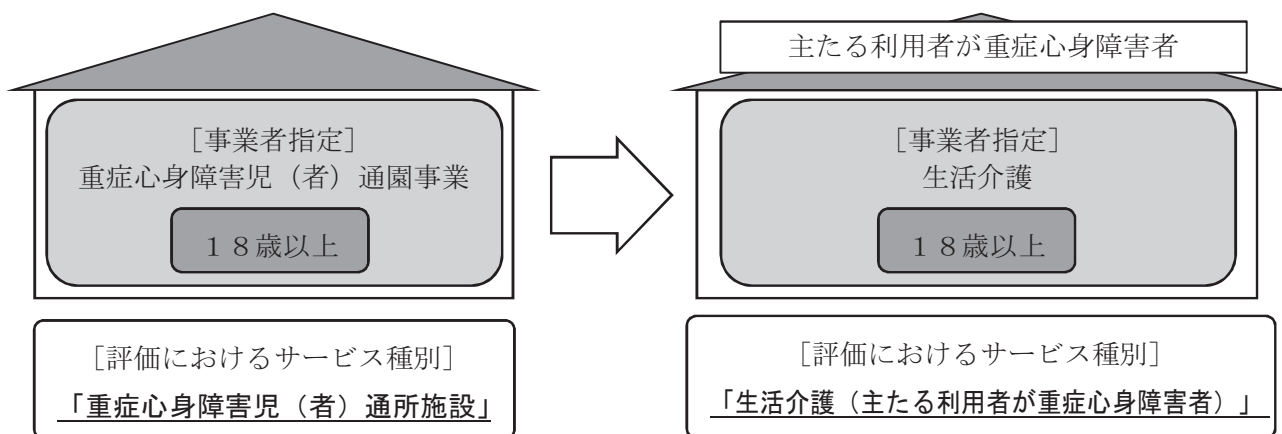 [事業者指定]
重症心身障害児（者）通園事業
１８歳以上
[評価におけるサービス種別]
「重症心身障害児（者）通所施設」
主たる利用者が重症心身障害者
[事業者指定]
生活介護
１８歳以上
[評価におけるサービス種別]
「生活介護（主たる利用者が重症心身障害者）」